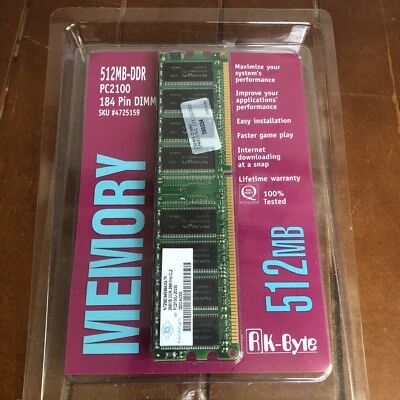 512MB-DDR
PC2100
184 Pin DIMM
SKU #4725159
MEMORY
Maximize your
system's
performance
Improve your
applications'
performance
Easy installation
Faster game play
Internet
downloading
at a snap
Lifetime warranty
100%
Tested
512MB
K-Byte